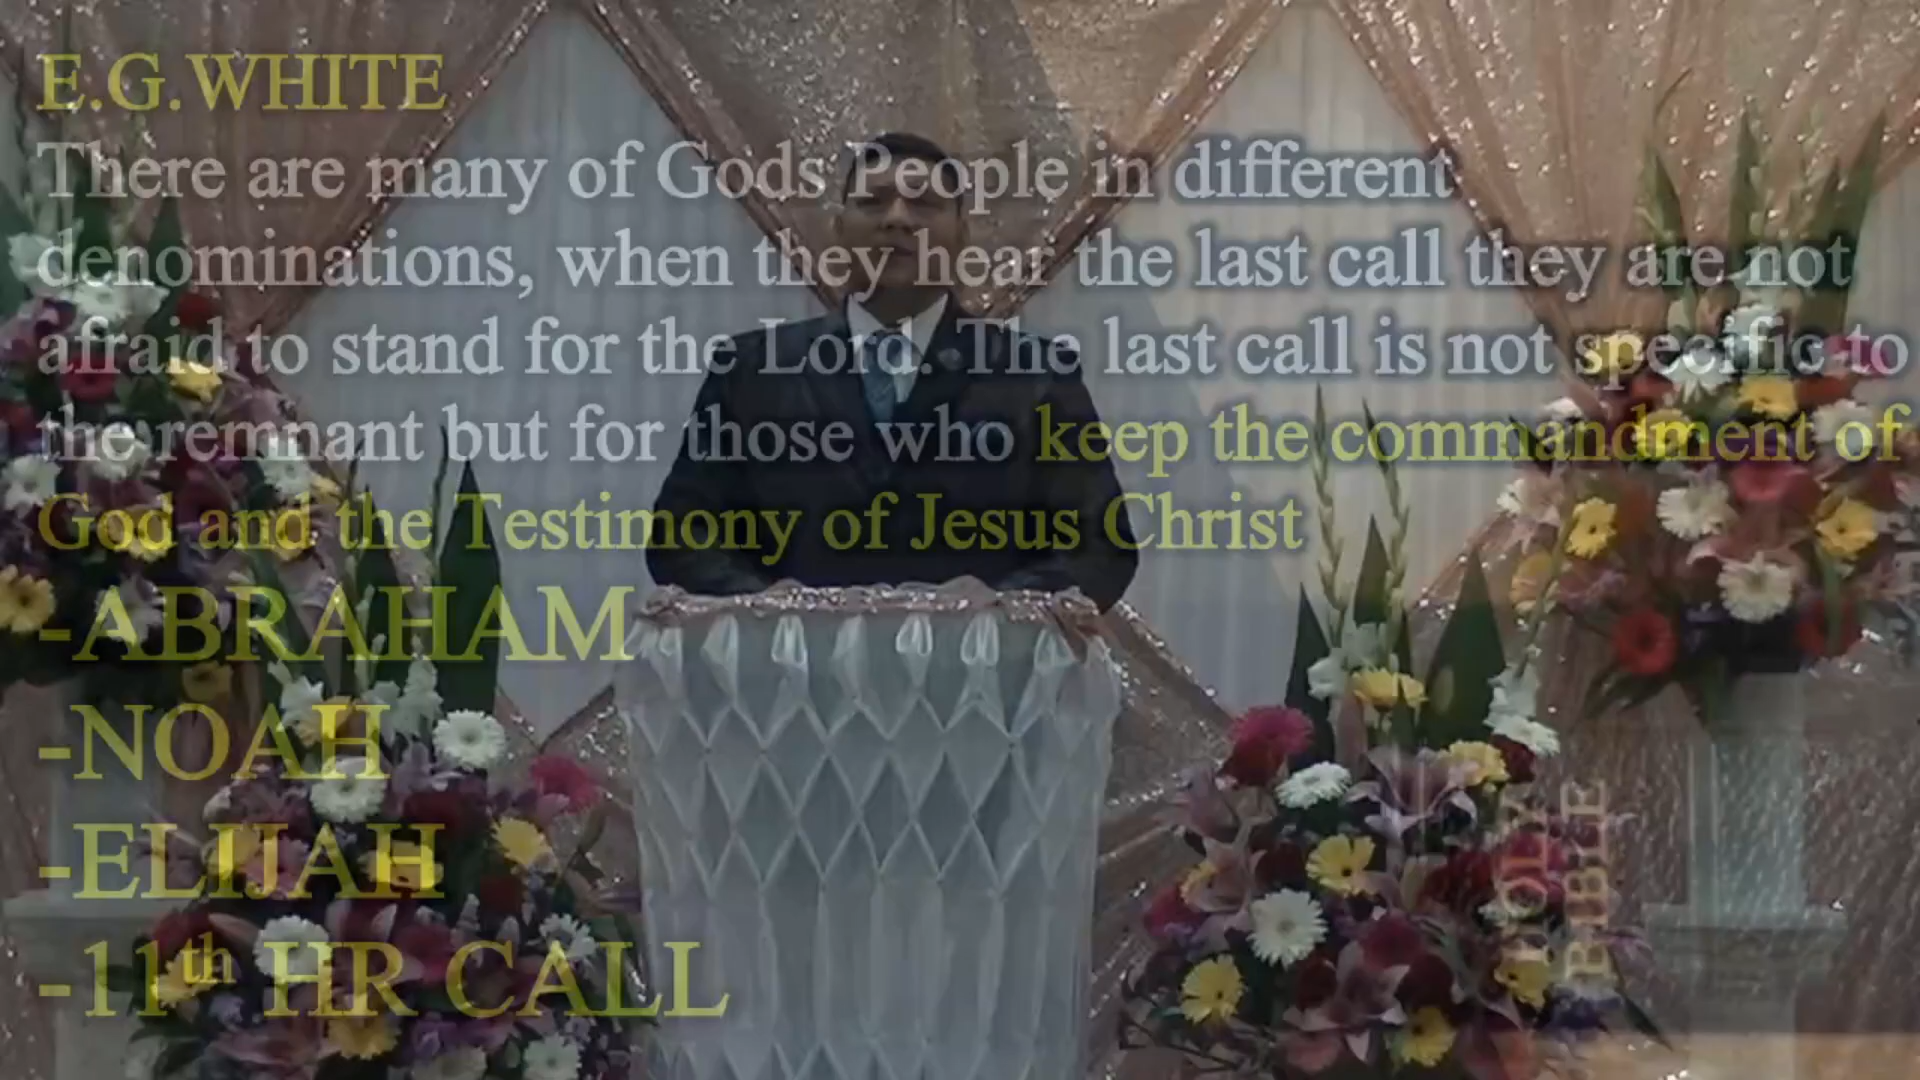 E.G.WHITE
There are many of Gods People in different
denominations, when they hear the last call they are not
afraid to stand for the Lord. The last call is not specific to
the remnant but for those who keep the commandment of
God and the Testimony of Jesus Christ
-ABRAHAM
-NOAH
-ELIJAH
-11th HR CALL
HOLY
BIBLE